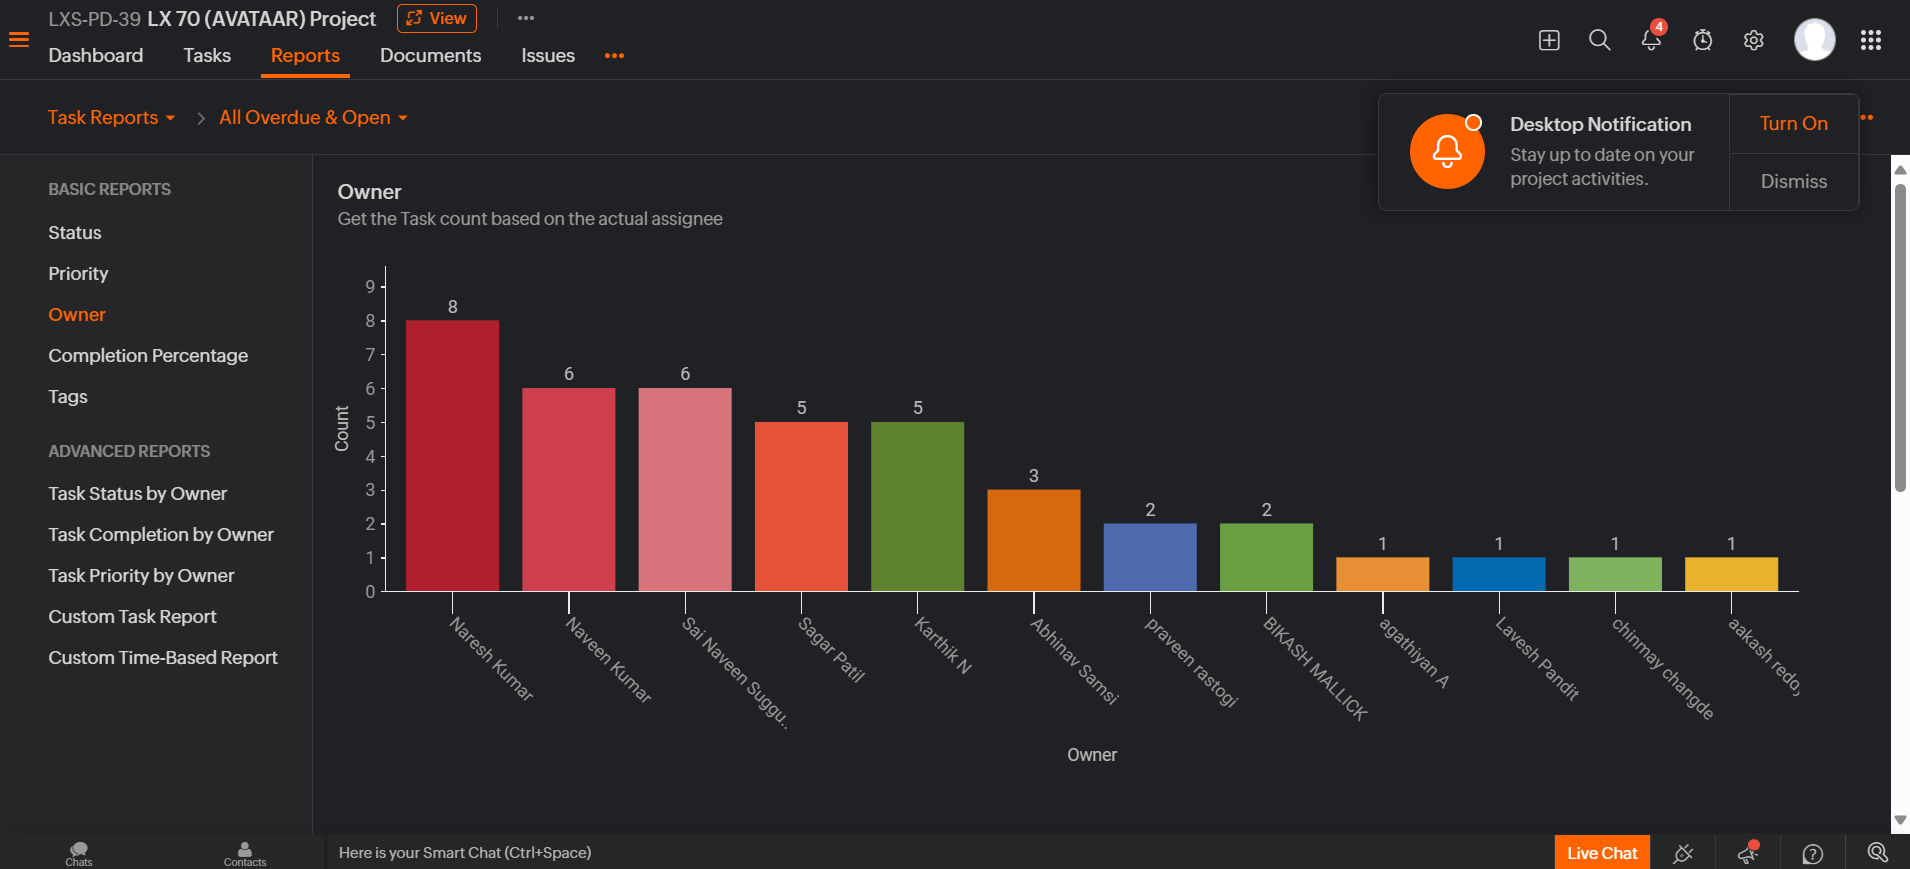 LXS-PD-39 LX 70 (AVATAAR) Project View
Dashboard Tasks Reports Documents Issues
4
Task Reports > All Overdue & Open
Desktop Notification
Stay up to date on your
project activities.
Turn On
Dismiss
BASIC REPORTS
Status
Priority
Owner
Completion Percentage
Tags
ADVANCED REPORTS
Task Status by Owner
Task Completion by Owner
Task Priority by Owner
Custom Task Report
Custom Time-Based Report
Owner
Get the Task count based on the actual assignee
Count
9
8
7
6
5
4
3
2
1
0
8 6 6 5 5 3 2 2 1 1 1 1
Naresh Kumar
Naveen Kumar
Sai Naveen Suggu..
Sagar Patil
Karthik N
Abhinav Samsi
praveen rastogi
BIKASH MALLICK
agathiyan A
Lavesh Pandit
chinmay changde
aakash
Owner
Chats
Contacts
Here is your Smart Chat (Ctrl+Space)
Live Chat